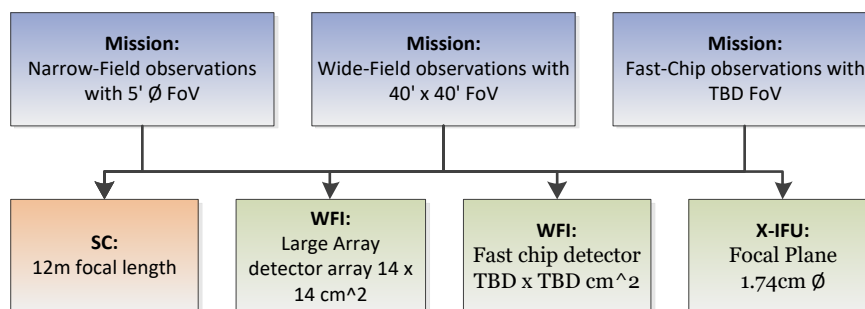 Mission:
Narrow-Field observations
with 5' Ø FoV
Mission:
Wide-Field observations with
40' x 40' FoV
Mission:
Fast-Chip observations with
TBD FoV
SC:
12m focal length
WFI:
Large Array
detector array 14 x
14 cm^2
WFI:
Fast chip detector
TBD x TBD cm^2
X-IFU:
Focal Plane
1.74cm Ø